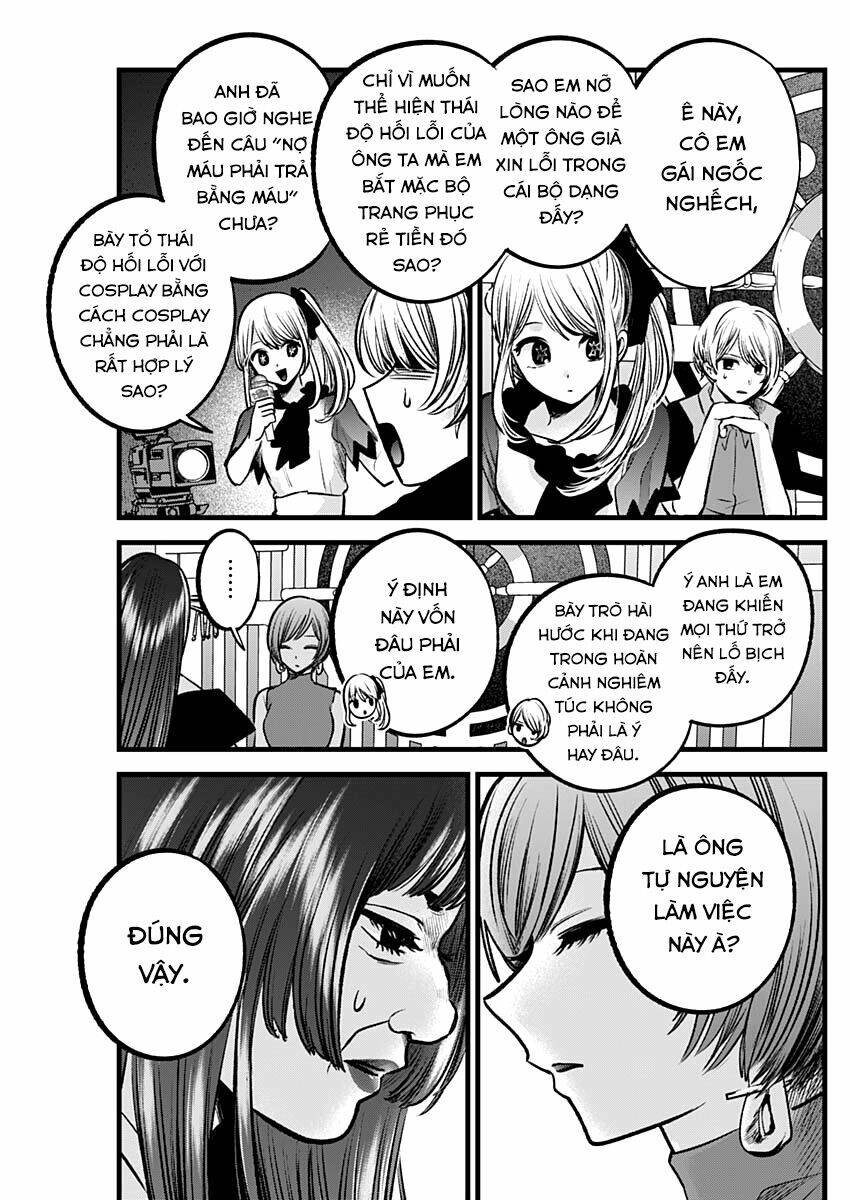 Ê NÀY,
CÔ EM
GÁI NGỐC
NGHẾCH,
SAO EM NỠ
LÒNG NÀO ĐỂ
MỘT ÔNG GIÀ
XIN LỖI TRONG
CÁI BỘ DẠNG
ĐẤY?
CHỈ VÌ MUỐN
THỂ HIỆN THÁI
ĐỘ HỐI LỖI CỦA
ÔNG TA MÀ EM
BẮT MẶC BỘ
TRANG PHỤC
RẺ TIỀN ĐÓ
SAO?
ANH ĐÃ
BAO GIỜ NGHE
ĐẾN CÂU “NỢ
MÁU PHẢI TRẢ
BẰNG MÁU”
CHƯA?
BÀY TỎ THÁI
ĐỘ HỐI LỖI VỚI
COSPLAY BẰNG
CÁCH COSPLAY
CHẲNG PHẢI LÀ
RẤT HỢP LÝ
SAO?
Ý ANH LÀ EM
ĐANG KHIẾN
MỌI THỨ TRỞ
NÊN LỐ BỊCH
ĐẤY.
BÀY TRÒ HÀI
HƯỚC KHI ĐANG
TRONG HOÀN
CẢNH NGHIÊM
TÚC KHÔNG
PHẢI LÀ Ý
HAY ĐÂU.
Ý ĐỊNH
NÀY VỐN
ĐÂU PHẢI
CỦA EM.
......
LÀ ÔNG
TỰ NGUYỆN
LÀM VIỆC
NÀY À?
ĐÚNG
VẬY.